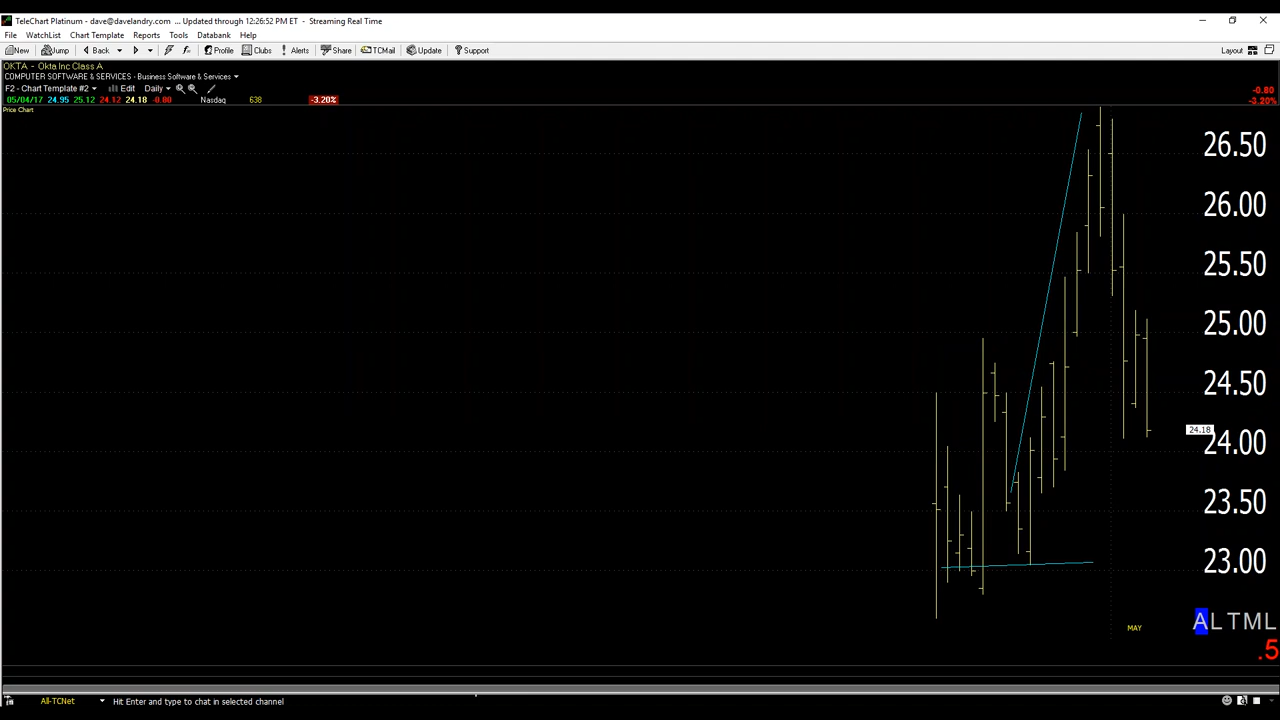 TeleChart Platinum - dave@davelandry.com ... Updated through 12:26:52 PM ET - Streaming Real Time
File WatchList Chart Template Reports Tools Databank Help
New Jump Back Profile Clubs Alerts Share TCMail Update Support Layout
OKTA - Okta Inc Class A
COMPUTER SOFTWARE & SERVICES - Business Software & Services
F2 - Chart Template #2 Edit Daily
-0.80
05/04/17 24.95 25.12 24.12 24.18 -0.80 Nasdaq 638 -3.20%
-3.20%
Price Chart
26.50
26.00
25.50
25.00
24.50
24.18
24.00
23.50
23.00
ALTML
MAY
.5
All-TCNet Hit Enter and type to chat in selected channel